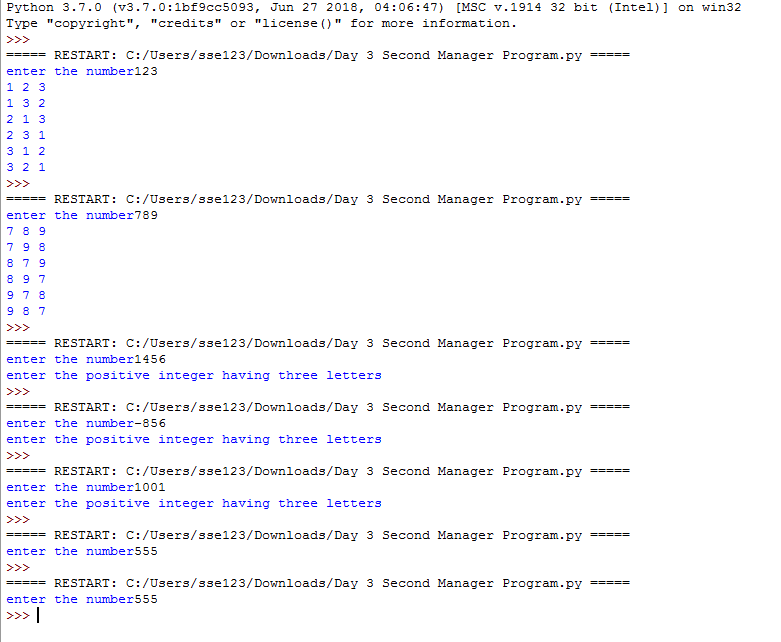 Python 3.7.0 (v3.7.0:1bf9cc5093, Jun 27 2018, 04:06:47) [MSC v.1914 32 bit (Intel)] on win32
Type "copyright", "credits" or "license()" for more information.
>>>
===== RESTART: C:/Users/sse123/Downloads/Day 3 Second Manager Program.py =====
enter the number123
1 2 3
1 3 2
2 1 3
2 3 1
3 1 2
3 2 1
>>>
===== RESTART: C:/Users/sse123/Downloads/Day 3 Second Manager Program.py =====
enter the number789
7 8 9
7 9 8
8 7 9
8 9 7
9 7 8
9 8 7
>>>
===== RESTART: C:/Users/sse123/Downloads/Day 3 Second Manager Program.py =====
enter the number1456
enter the positive integer having three letters
>>>
===== RESTART: C:/Users/sse123/Downloads/Day 3 Second Manager Program.py =====
enter the number-856
enter the positive integer having three letters
>>>
===== RESTART: C:/Users/sse123/Downloads/Day 3 Second Manager Program.py =====
enter the number1001
enter the positive integer having three letters
>>>
===== RESTART: C:/Users/sse123/Downloads/Day 3 Second Manager Program.py =====
enter the number555
>>>
===== RESTART: C:/Users/sse123/Downloads/Day 3 Second Manager Program.py =====
enter the number555
>>>